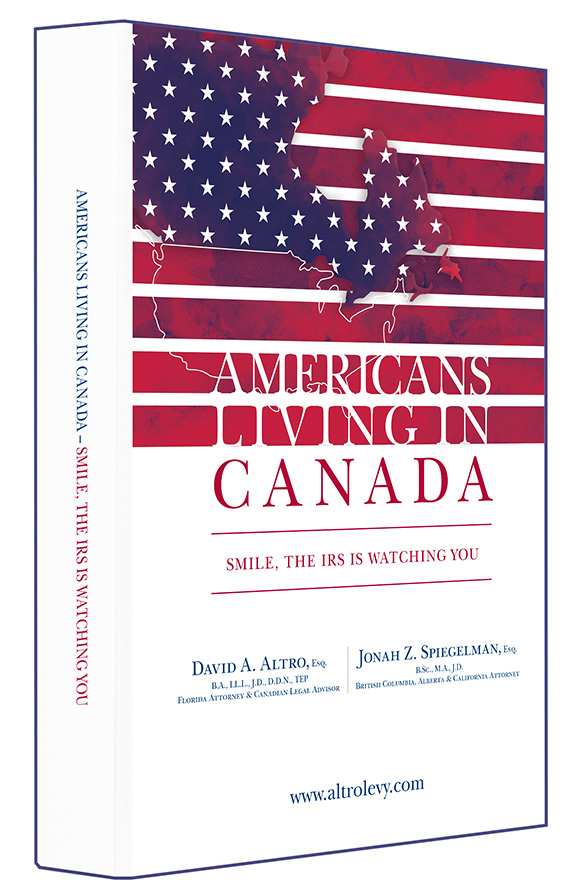 AMERICANS LIVING IN CANADA – SMILE, THE IRS IS WATCHING YOU
AMERICANS
LIVING IN
CANADA
SMILE, THE IRS IS WATCHING YOU
DAVID A. ALTRO, ESQ.
B.A., LL.L., J.D., D.D.N., TEP
FLORIDA ATTORNEY & CANADIAN LEGAL ADVISOR
JONAH Z. SPIEGELMAN, ESQ.
B.SC., M.A., J.D.
BRITISH COLUMBIA, ALBERTA & CALIFORNIA ATTORNEY
www.altrolevy.com